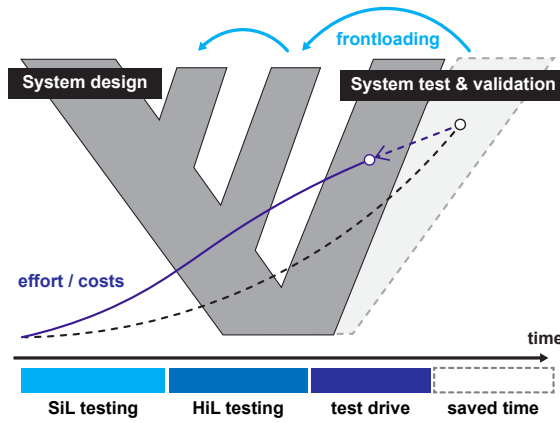 frontloading
System design
System test & validation
effort / costs
time
SiL testing
HiL testing
test drive
saved time